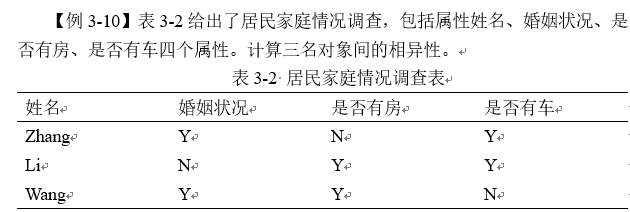 【例 3-10】表 3-2 给出了居民家庭情况调查，包括属性姓名、婚姻状况、是
否有房、是否有车四个属性。计算三名对象间的相异性。
表 3-2 居民家庭情况调查表
姓名 婚姻状况 是否有房 是否有车
Zhang Y N Y
Li N Y Y
Wang Y Y N